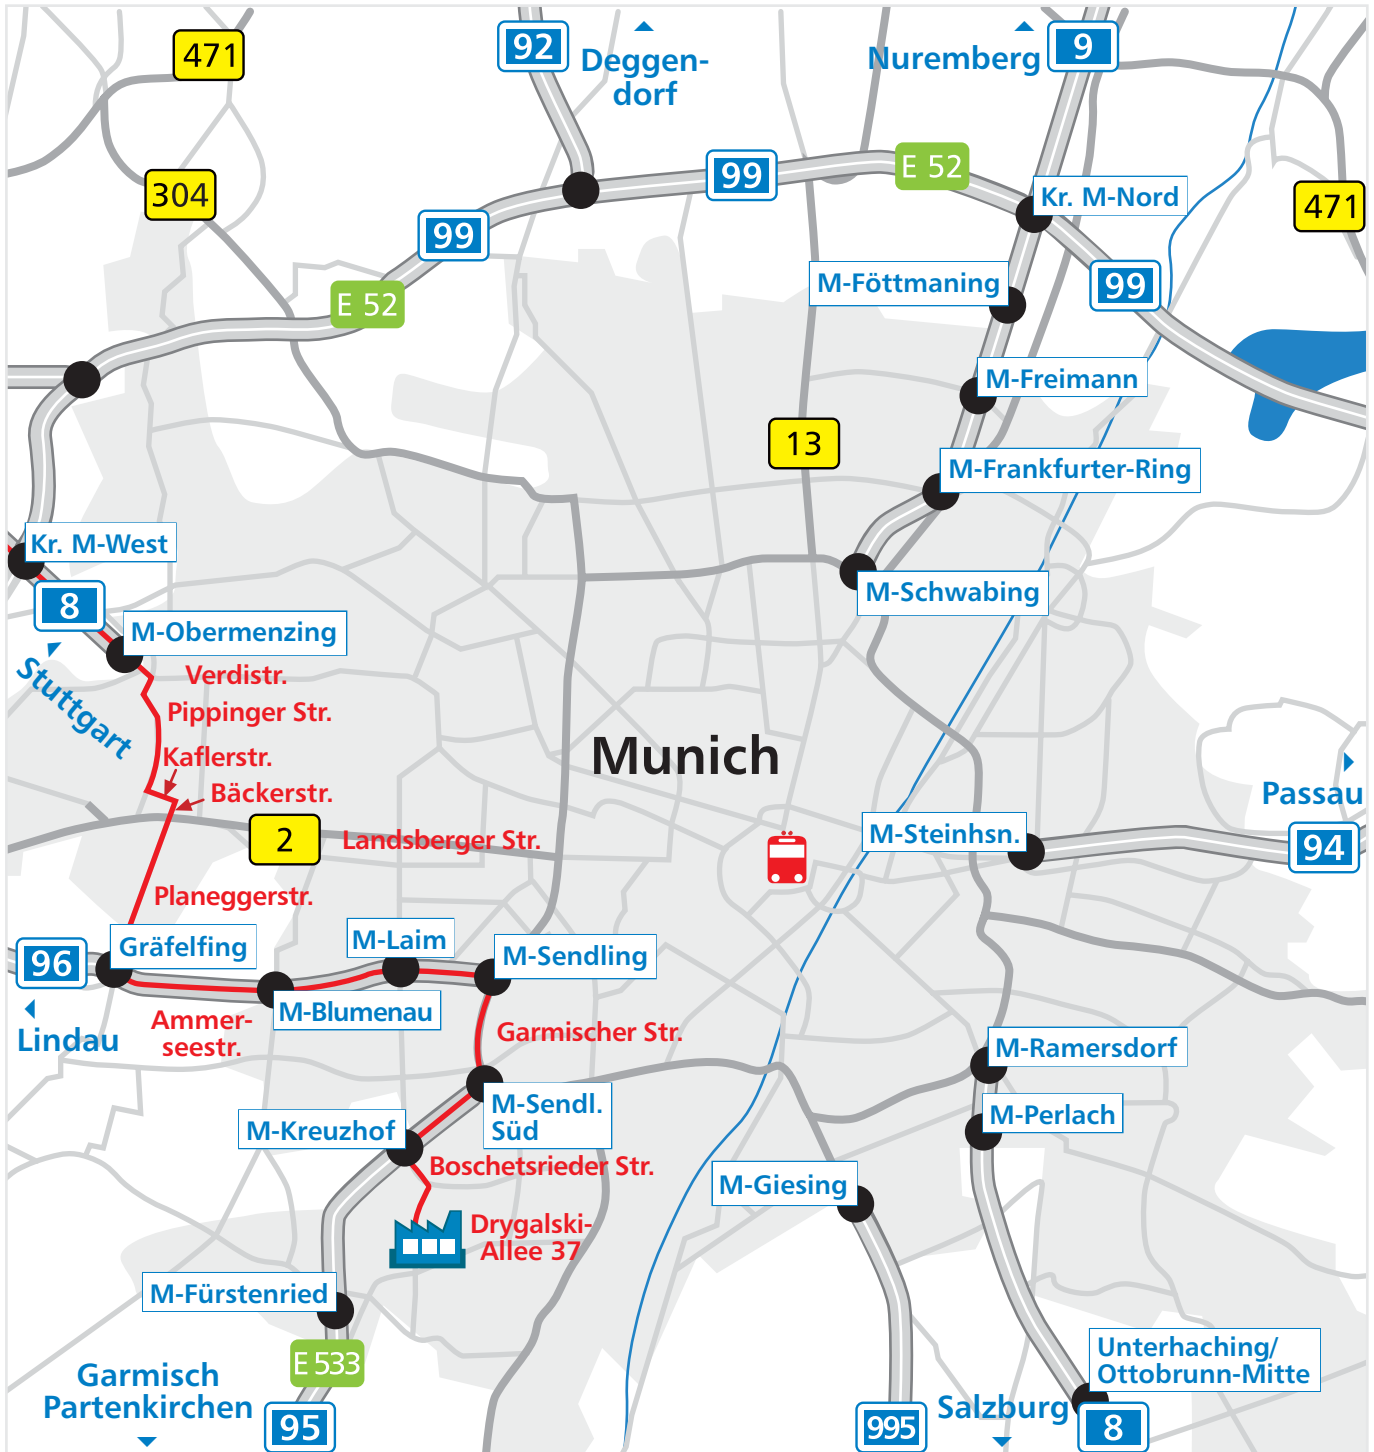 471
92
Deggen-
dorf
Nuremberg
9
304
99
99
E 52
Kr. M-Nord
471
E 52
M-Föttmaning
99
M-Freimann
13
M-Frankfurter-Ring
Kr. M-West
8
M-Schwabing
M-Obermenzing
Stuttgart
Verdistr.
Pippinger Str.
Kaflerstr.
Bäckerstr.
Munich
Passau
2
Landsberger Str.
M-Steinhsn.
94
Planeggerstr.
96
Gräfelfing
M-Laim
M-Sendling
M-Blumenau
Lindau
Ammer-
seestr.
Garmischer Str.
M-Ramersdorf
M-Sendl.
Süd
M-Perlach
M-Kreuzhof
Boschetsrieder Str.
M-Giesing
Drygalski-
Allee 37
M-Fürstenried
E 533
Garmisch
Partenkirchen
95
995
Salzburg
Unterhaching/
Ottobrunn-Mitte
8